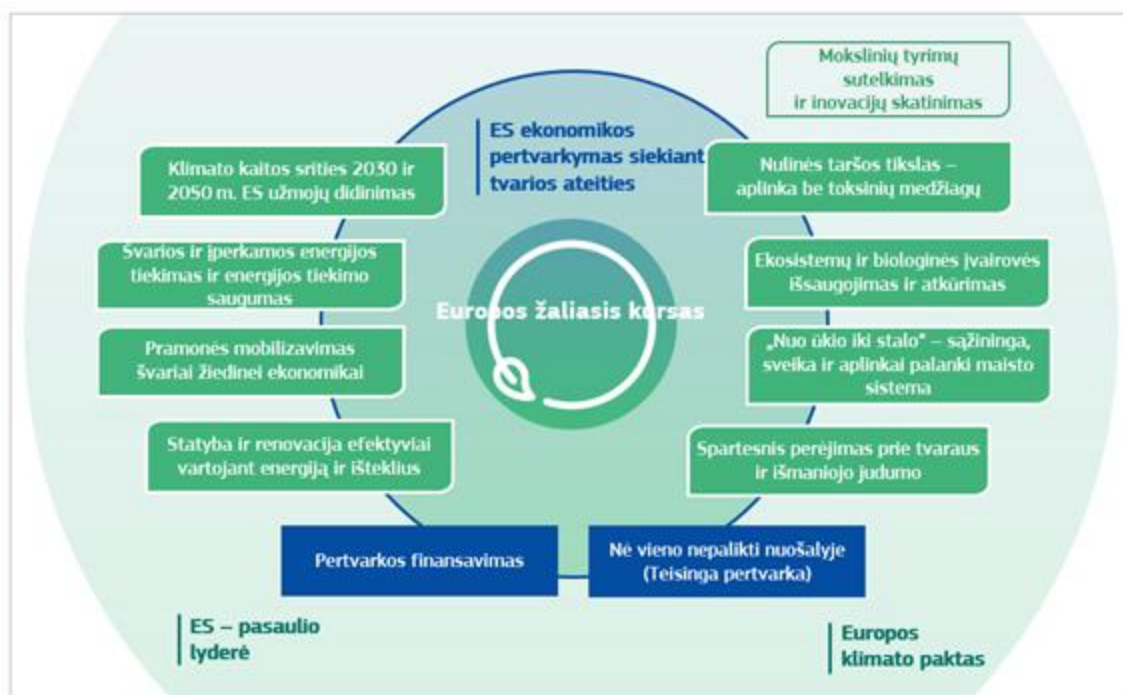 Mokslinių tyrimų
sutelkimas
ir inovacijų skatinimas
ES ekonomikos
pertvarkymas siekiant
tvarios ateities
Klimato kaitos srities 2030 ir
2050 m. ES užmojų didinimas
Nulinės taršos tikslas –
aplinka be toksinių medžiagų
Švarios ir įperkamos energijos
tiekimas ir energijos tiekimo
saugumas
Ekosistemų ir biologinės įvairovės
išsaugojimas ir atkūrimas
Europos žaliasis kursas
Pramonės mobilizavimas
švariai žiedinei ekonomikai
„Nuo ūkio iki stalo“ – sąžininga,
sveika ir aplinkai palanki maisto
sistema
Statyba ir renovacija efektyviai
vartojant energiją ir išteklius
Spartesnis perėjimas prie tvaraus
ir išmaniojo judumo
Pertvarkos finansavimas
Nė vieno nepalikti nuošalyje
(Teisinga pertvarka)
ES – pasaulio
lyderė
Europos
klimato paktas